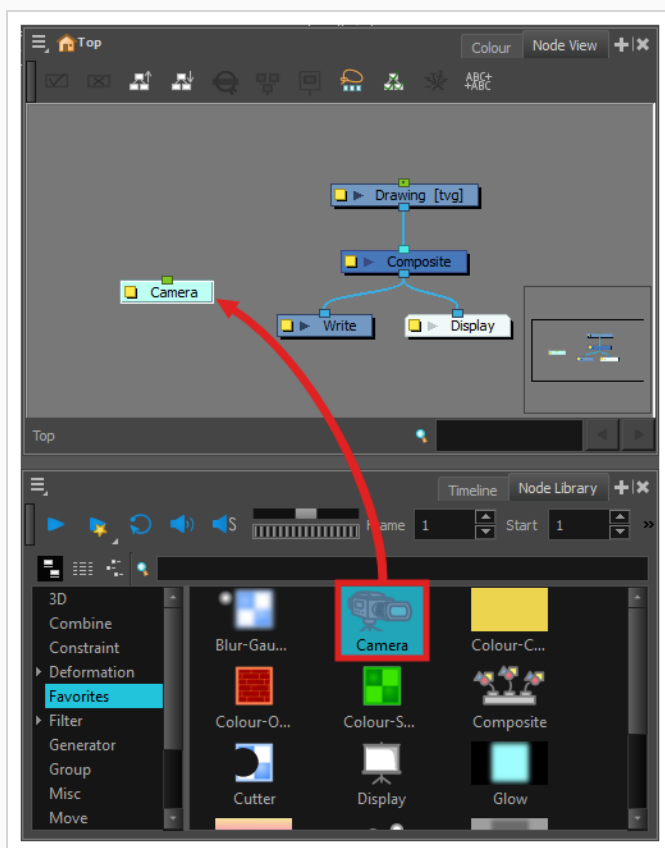 Top
Colour
Node View
ABC+
+ABC
Drawing [tvg]
Composite
Camera
Write
Display
Top
Timeline
Node Library
S
Frame
1
Start
1
3D
Combine
Constraint
Deformation
Favorites
Filter
Generator
Group
Misc
Move
Blur-Gau...
Camera
Colour-C...
Colour-O...
Colour-S...
Composite
Cutter
Display
Glow